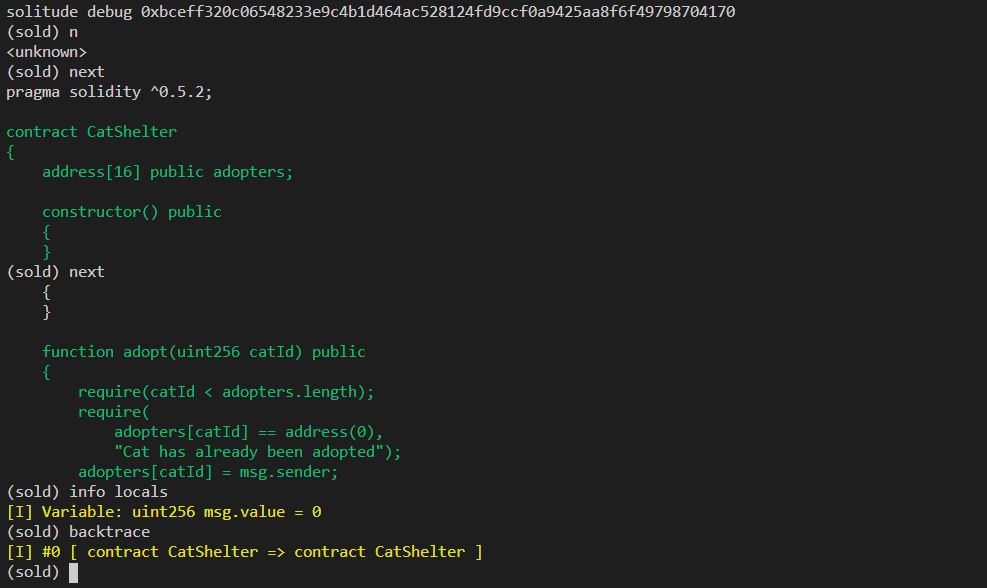 solitude debug 0xbceff320c06548233e9c4b1d464ac528124fd9ccf0a9425aa8f6f49798704170
(sold) n
<unknown>
(sold) next
pragma solidity ^0.5.2;
contract CatShelter
{
    address[16] public adopters;
    constructor() public
    {
    }
(sold) next
    {
    }
    function adopt(uint256 catId) public
    {
        require(catId < adopters.length);
        require(
            adopters[catId] == address(0),
            "Cat has already been adopted");
        adopters[catId] = msg.sender;
(sold) info locals
[I] Variable: uint256 msg.value = 0
(sold) backtrace
[I] #0 [ contract CatShelter => contract CatShelter ]
(sold)